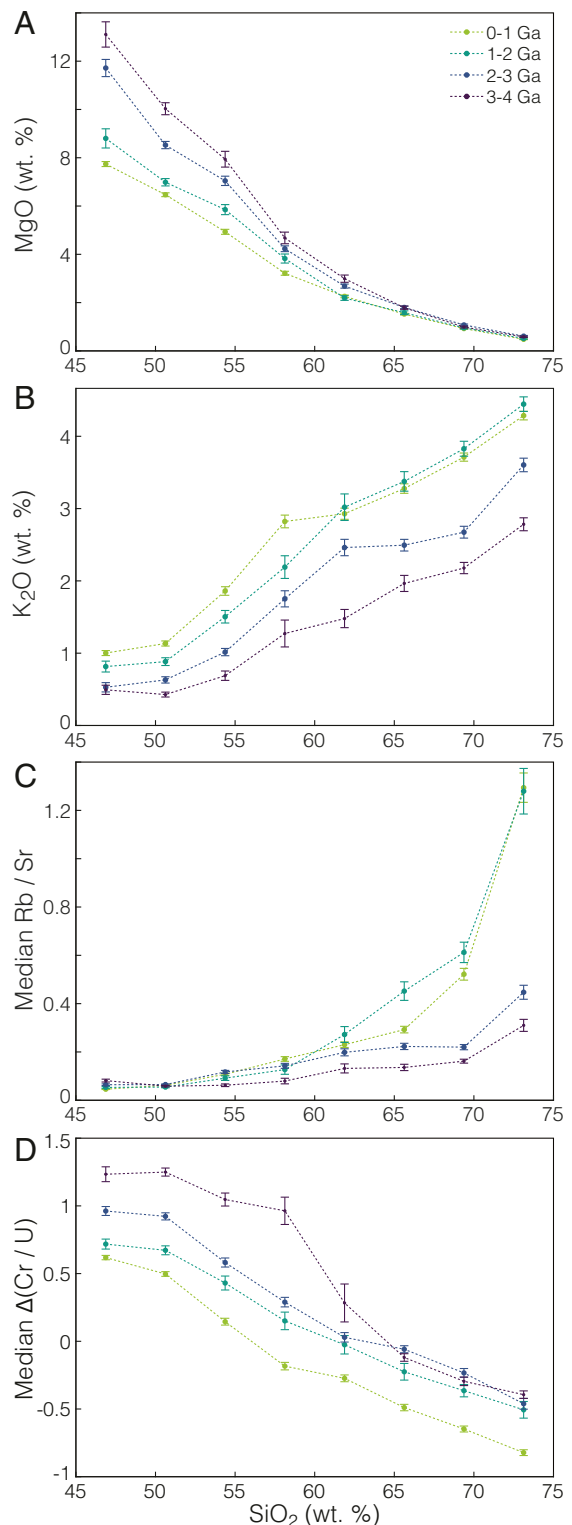 A
0-1 Ga
1-2 Ga
2-3 Ga
3-4 Ga
MgO (wt. %)
12
8
4
0
45 50 55 60 65 70 75
B
K₂O (wt. %)
4
3
2
1
0
45 50 55 60 65 70 75
C
Median Rb / Sr
1.2
0.8
0.4
0
45 50 55 60 65 70 75
D
Median Δ(Cr / U)
1.5
1
0.5
0
-0.5
-1
45 50 55 60 65 70 75
SiO₂ (wt. %)